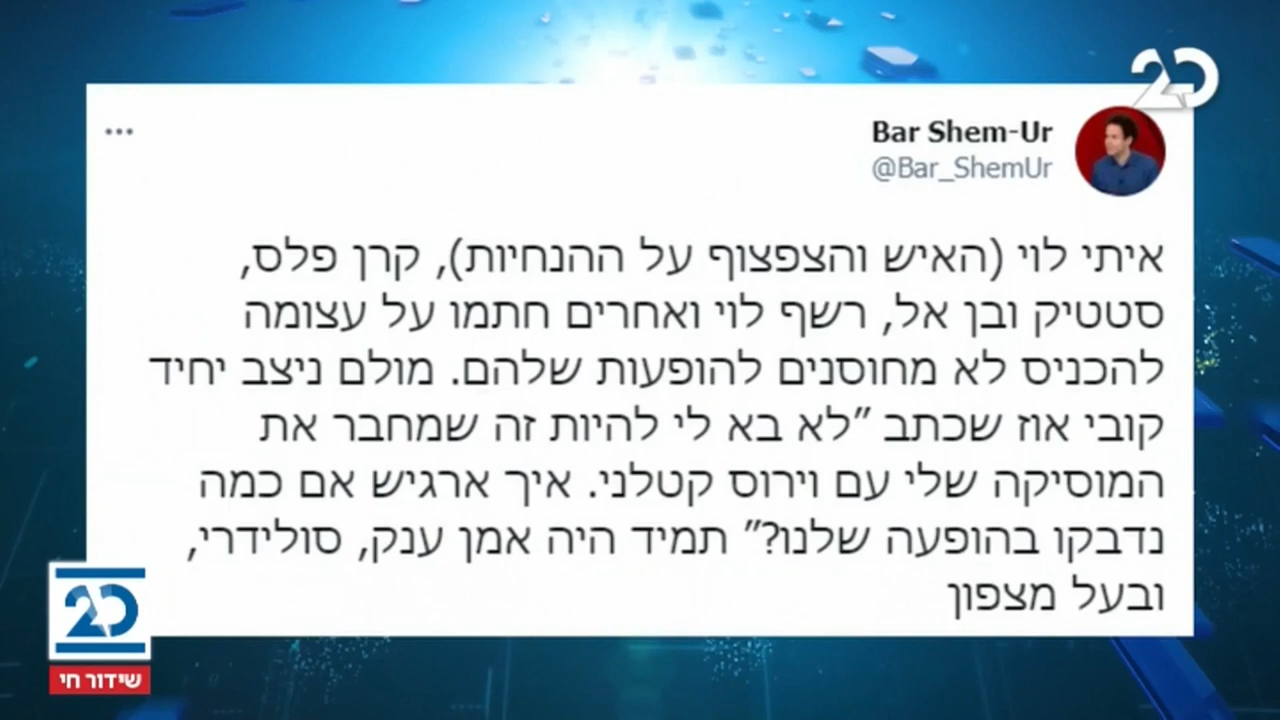 20
Bar Shem-Ur
@Bar_ShemUr
איתי לוי (האיש והצפצוף על ההנחיות), קרן פלס,
סטטיק ובן אל, רשף לוי ואחרים חתמו על עצומה
להכניס לא מחוסנים להופעות שלהם. מולם ניצב יחיד
קובי אוז שכתב ״לא בא לי להיות זה שמחבר את
המוסיקה שלי עם וירוס קטלני. איך ארגיש אם כמה
נדבקו בהופעה שלנו?״ תמיד היה אמן ענק, סולידרי,
ובעל מצפון
20
שידור חי